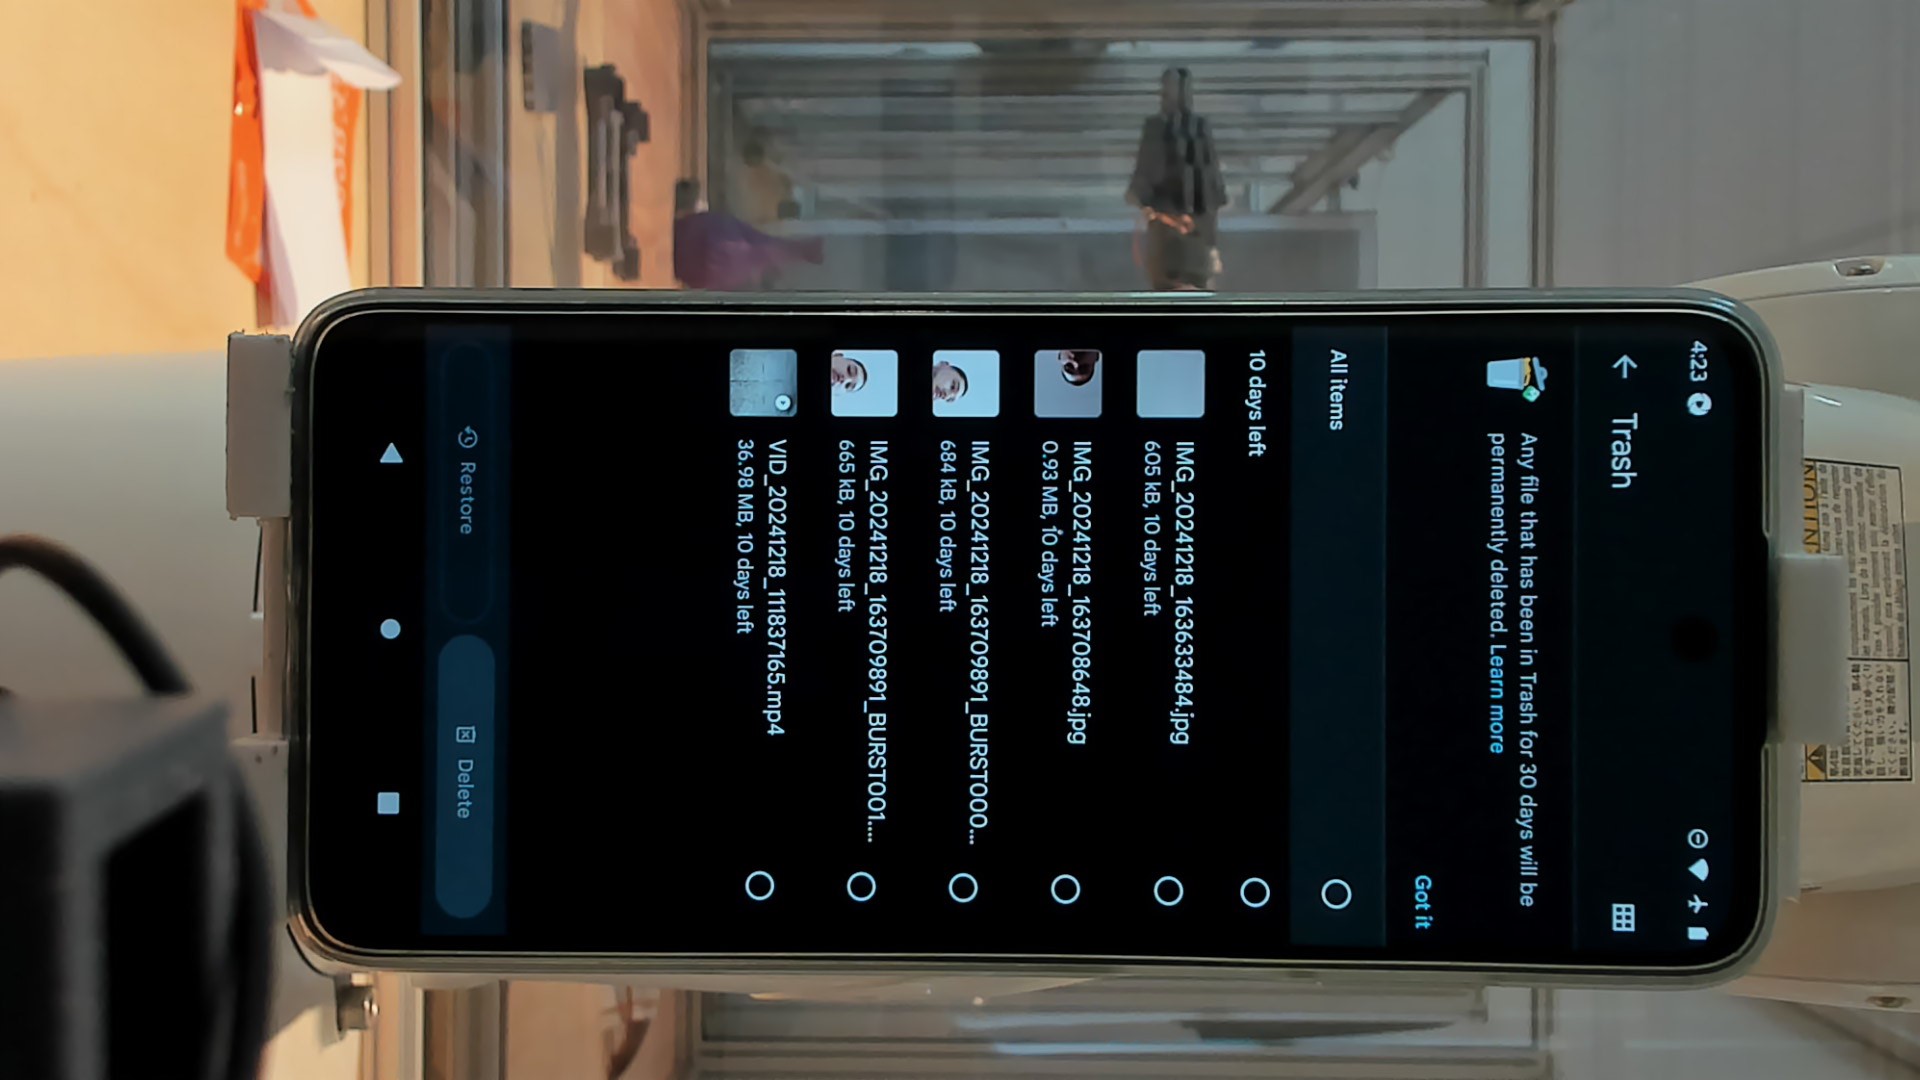 4:23
Trash
Any file that has been in Trash for 30 days will be
permanently deleted. Learn more
Got it
All items
10 days left
IMG_20241218_163633484.jpg
605 kB, 10 days left
IMG_20241218_163708648.jpg
0.93 MB, 10 days left
IMG_20241218_163709891_BURST000...
684 kB, 10 days left
IMG_20241218_163709891_BURST001....
665 kB, 10 days left
VID_20241218_111837165.mp4
36.98 MB, 10 days left
Restore
Delete